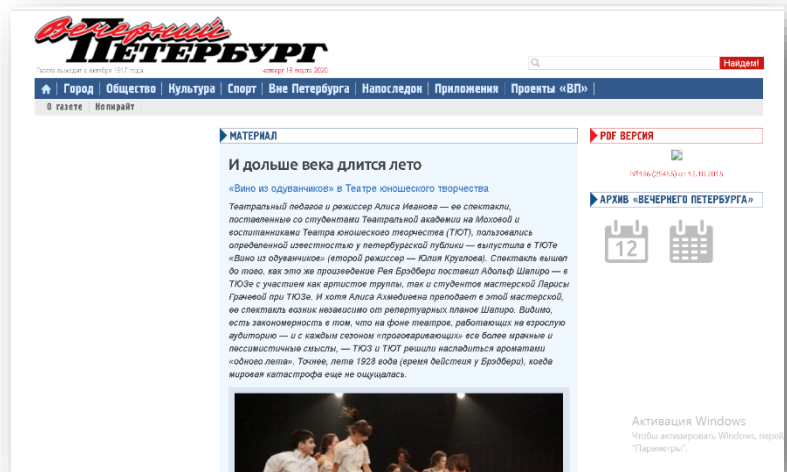 Вечерний
Петербург
Газета выходит с октября 1917 года
четверг 19 марта 2020
Найдем!
Город | Общество | Культура | Спорт | Вне Петербурга | Напоследок | Приложения | Проекты «ВП» |
О газете | Копирайт
МАТЕРИАЛ
И дольше века длится лето
«Вино из одуванчиков» в Театре юношеского творчества
Театральный педагог и режиссер Алиса Иванова — ее спектакли,
поставленные со студентами Театральной академии на Моховой и
воспитанниками Театра юношеского творчества (ТЮТ), пользовались
определенной известностью у петербургской публики — выпустила в ТЮТе
«Вино из одуванчиков» (второй режиссер — Юлия Круглова). Спектакль вышел
до того, как это же произведение Рея Брэдбери поставил Адольф Шапиро — в
ТЮЗе с участием как артистов труппы, так и студентов мастерской Ларисы
Грачевой при ТЮЗе. И хотя Алиса Ахмедиевна преподает в этой мастерской,
ее спектакль возник независимо от репертуарных планов Шапиро. Видимо,
есть закономерность в том, что на фоне театров, работающих на взрослую
аудиторию — и с каждым сезоном «проговаривающих» все более мрачные и
пессимистичные смыслы, — ТЮЗ и ТЮТ решили насладиться ароматами
«одного лета». Точнее, лета 1928 года (время действия у Брэдбери), когда
мировая катастрофа еще не ощущалась.
PDF ВЕРСИЯ
№186 (25455) от 12.10.2015
АРХИВ «ВЕЧЕРНЕГО ПЕТЕРБУРГА»
12
Активация Windows
Чтобы активировать Windows, перей
"Параметры".